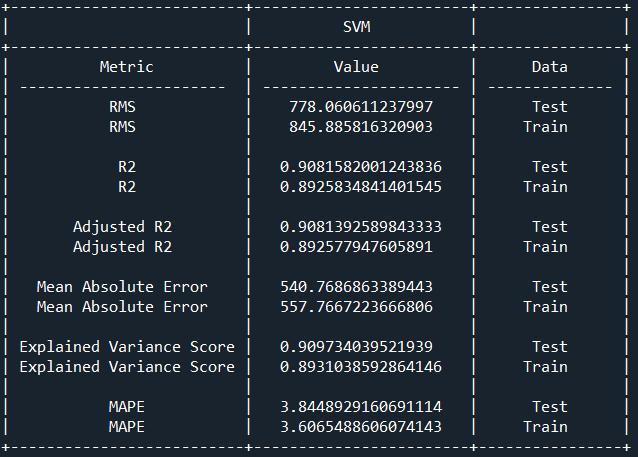 +--------------------------+------------------------+----------------+
| | SVM | |
+--------------------------+------------------------+----------------+
| Metric | Value | Data |
| ----------------------- | ---------------------- | -------------- |
| RMS | 778.060611237997 | Test |
| RMS | 845.885816320903 | Train |
| | | |
| R2 | 0.9081582001243836 | Test |
| R2 | 0.8925834841401545 | Train |
| | | |
| Adjusted R2 | 0.9081392589843333 | Test |
| Adjusted R2 | 0.892577947605891 | Train |
| | | |
| Mean Absolute Error | 540.7686863389443 | Test |
| Mean Absolute Error | 557.7667223666806 | Train |
| | | |
| Explained Variance Score | 0.909734039521939 | Test |
| Explained Variance Score | 0.8931038592864146 | Train |
| | | |
| MAPE | 3.8448929160691114 | Test |
| MAPE | 3.6065488606074143 | Train |
+--------------------------+------------------------+----------------+